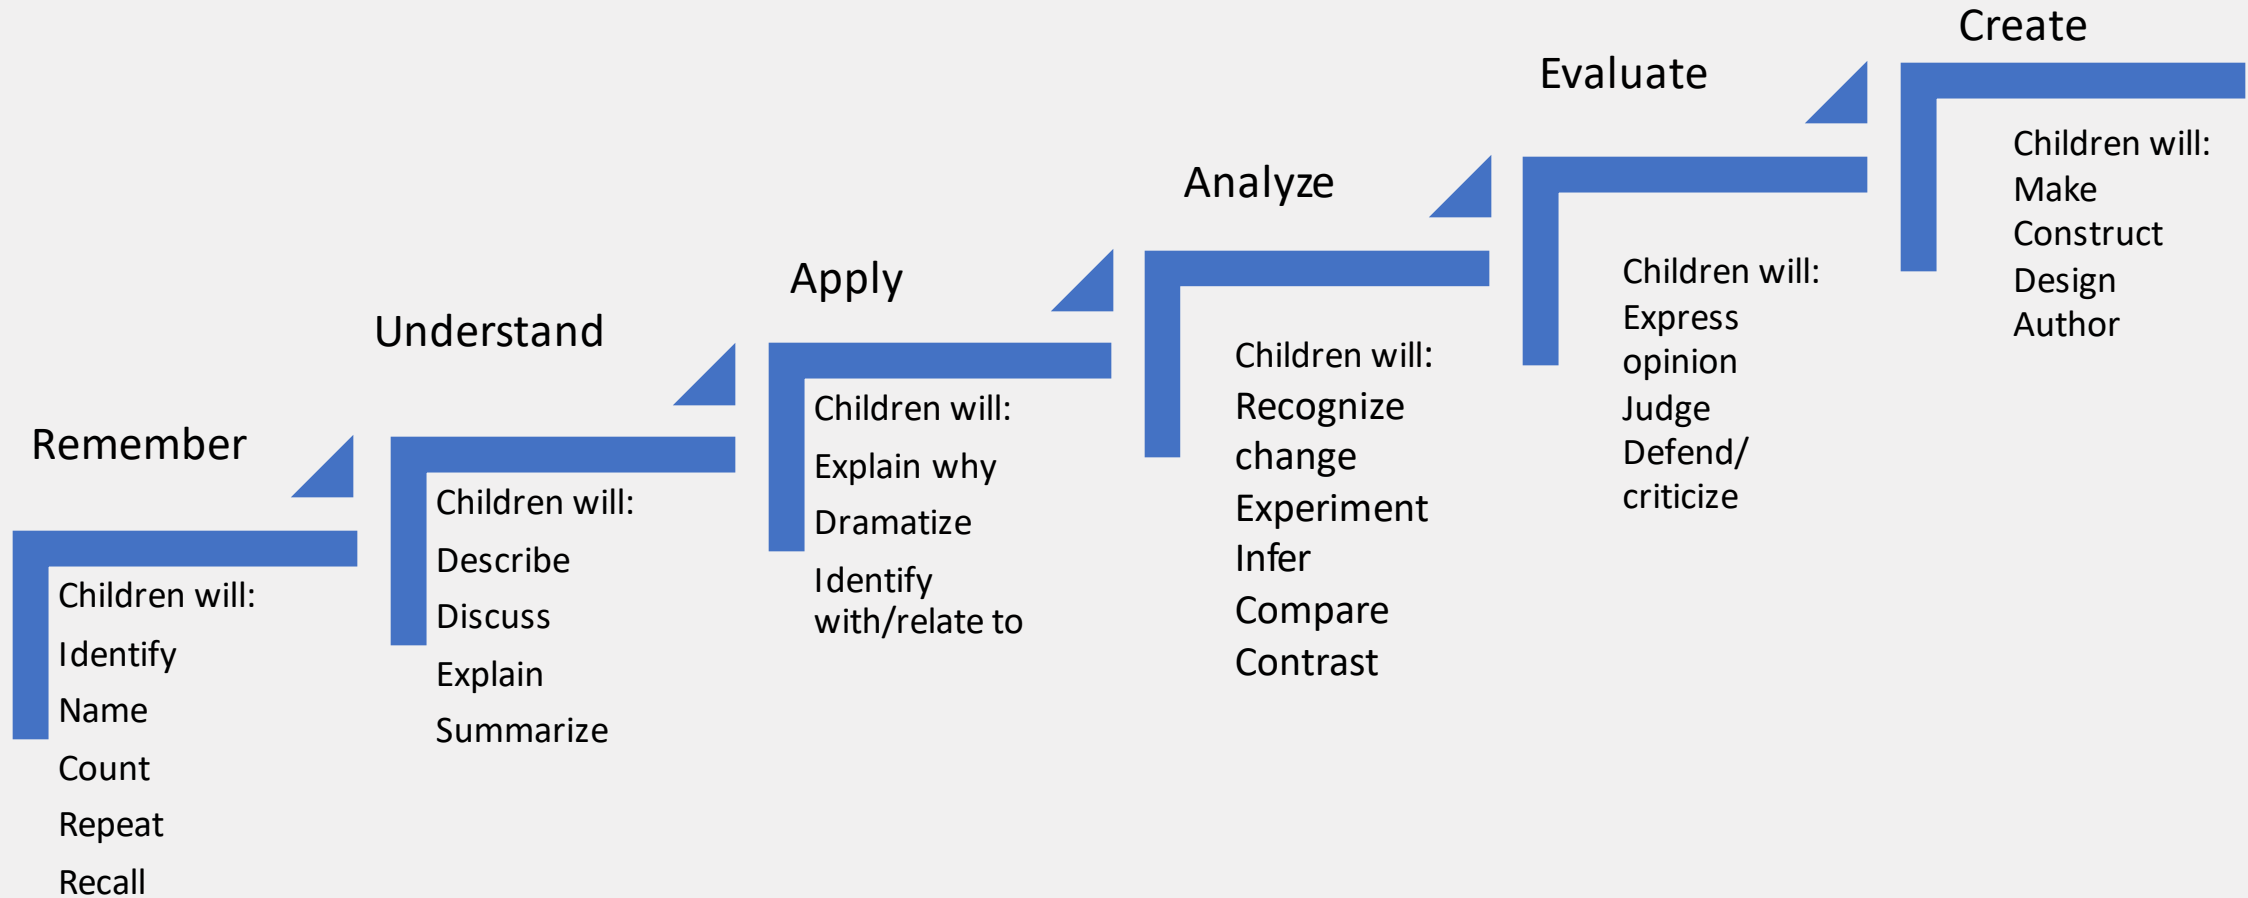 Remember
Children will:
Identify
Name
Count
Repeat
Recall
Understand
Children will:
Describe
Discuss
Explain
Summarize
Apply
Children will:
Explain why
Dramatize
Identify
with/relate to
Analyze
Children will:
Recognize
change
Experiment
Infer
Compare
Contrast
Evaluate
Children will:
Express
opinion
Judge
Defend/
criticize
Create
Children will:
Make
Construct
Design
Author